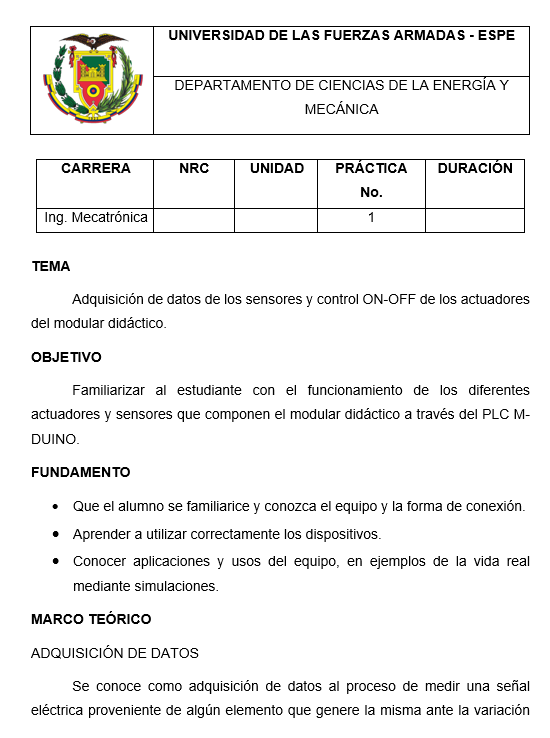 UNIVERSIDAD DE LAS FUERZAS ARMADAS - ESPE
DEPARTAMENTO DE CIENCIAS DE LA ENERGÍA Y
MECÁNICA
CARRERA NRC UNIDAD PRÁCTICA No. DURACIÓN
Ing. Mecatrónica 1
TEMA
Adquisición de datos de los sensores y control ON-OFF de los actuadores
del modular didáctico.
OBJETIVO
Familiarizar al estudiante con el funcionamiento de los diferentes
actuadores y sensores que componen el modular didáctico a través del PLC M-
DUINO.
FUNDAMENTO
• Que el alumno se familiarice y conozca el equipo y la forma de conexión.
• Aprender a utilizar correctamente los dispositivos.
• Conocer aplicaciones y usos del equipo, en ejemplos de la vida real
mediante simulaciones.
MARCO TEÓRICO
ADQUISICIÓN DE DATOS
Se conoce como adquisición de datos al proceso de medir una señal
eléctrica proveniente de algún elemento que genere la misma ante la variación